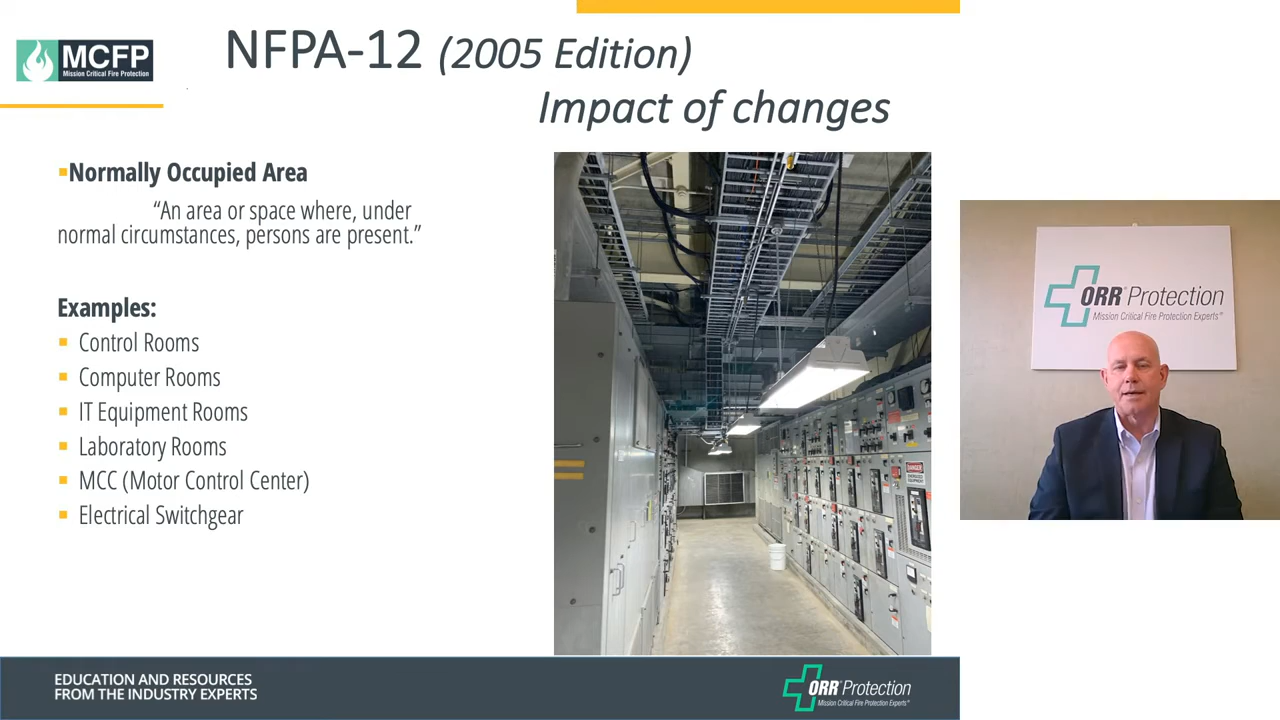 MCFP
Mission Critical Fire Protection
NFPA-12 (2005 Edition)
Impact of changes
Normally Occupied Area
“An area or space where, under
normal circumstances, persons are present.”
Examples:
Control Rooms
Computer Rooms
IT Equipment Rooms
Laboratory Rooms
MCC (Motor Control Center)
Electrical Switchgear
DANGER
ORR® Protection
Mission Critical Fire Protection Experts®
EDUCATION AND RESOURCES
FROM THE INDUSTRY EXPERTS
ORR® Protection
Mission Critical Fire Protection Experts®